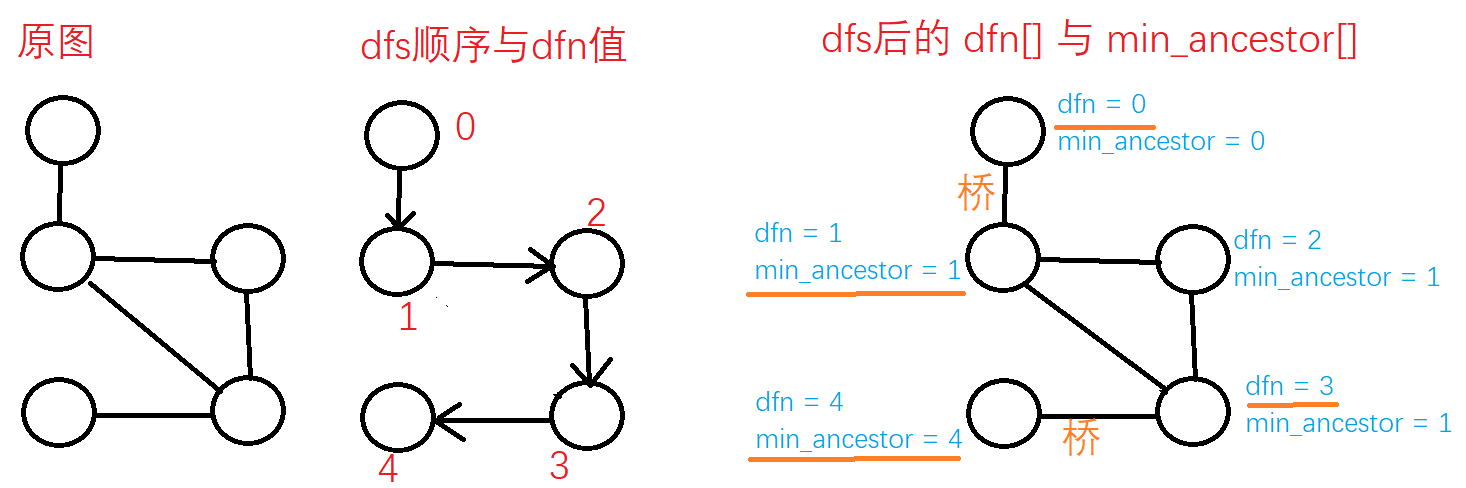 原图
dfs顺序与dfn值
0
2
1
4
3
dfs后的 dfn[] 与 min_ancestor[]
dfn = 0
min_ancestor = 0
桥
dfn = 1
min_ancestor = 1
dfn = 2
min_ancestor = 1
dfn = 3
min_ancestor = 1
dfn = 4
min_ancestor = 4
桥